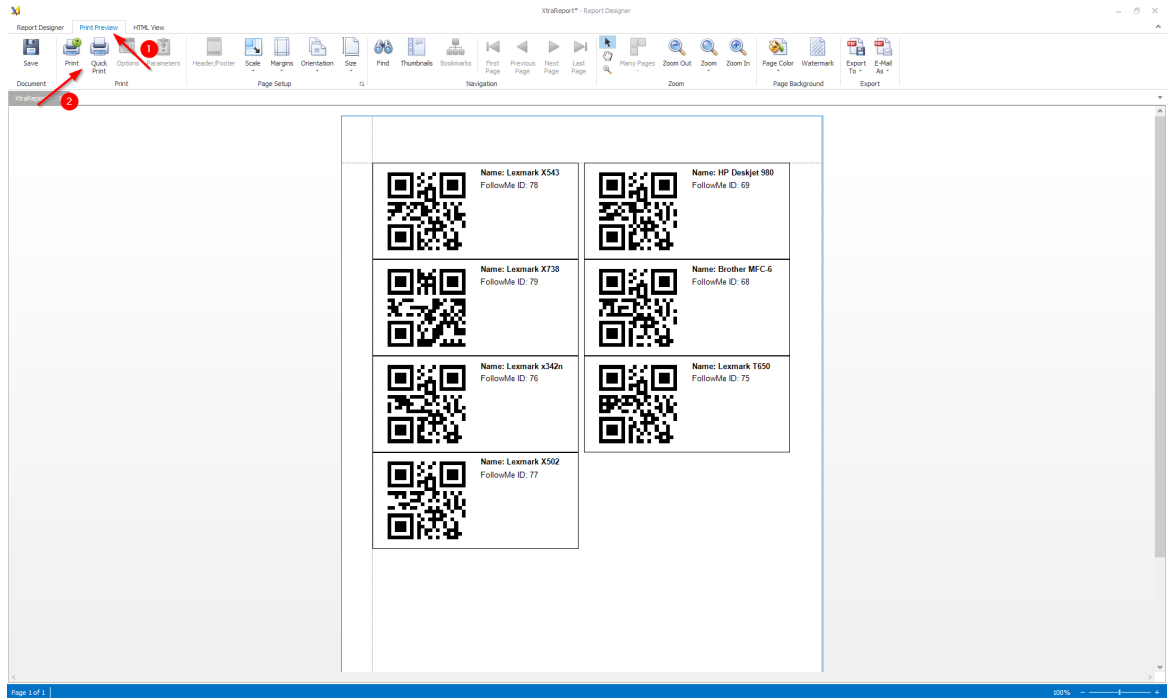 XtraReport* - Report Designer
Report Designer Print Preview HTML View
1
Save Print Quick Print Options Parameters Header/Footer Scale Margins Orientation Size Find Thumbnails Bookmarks First Page Previous Page Next Page Last Page Many Pages Zoom Out Zoom Zoom In Page Color Watermark Export To E-Mail As
Document Print Page Setup Navigation Zoom Page Background Export
2
Name: Lexmark X543
FollowMe ID: 78
Name: HP Deskjet 980
FollowMe ID: 69
Name: Lexmark X738
FollowMe ID: 79
Name: Brother MFC-6
FollowMe ID: 68
Name: Lexmark x342n
FollowMe ID: 76
Name: Lexmark T650
FollowMe ID: 75
Name: Lexmark X502
FollowMe ID: 77
Page 1 of 1
100%